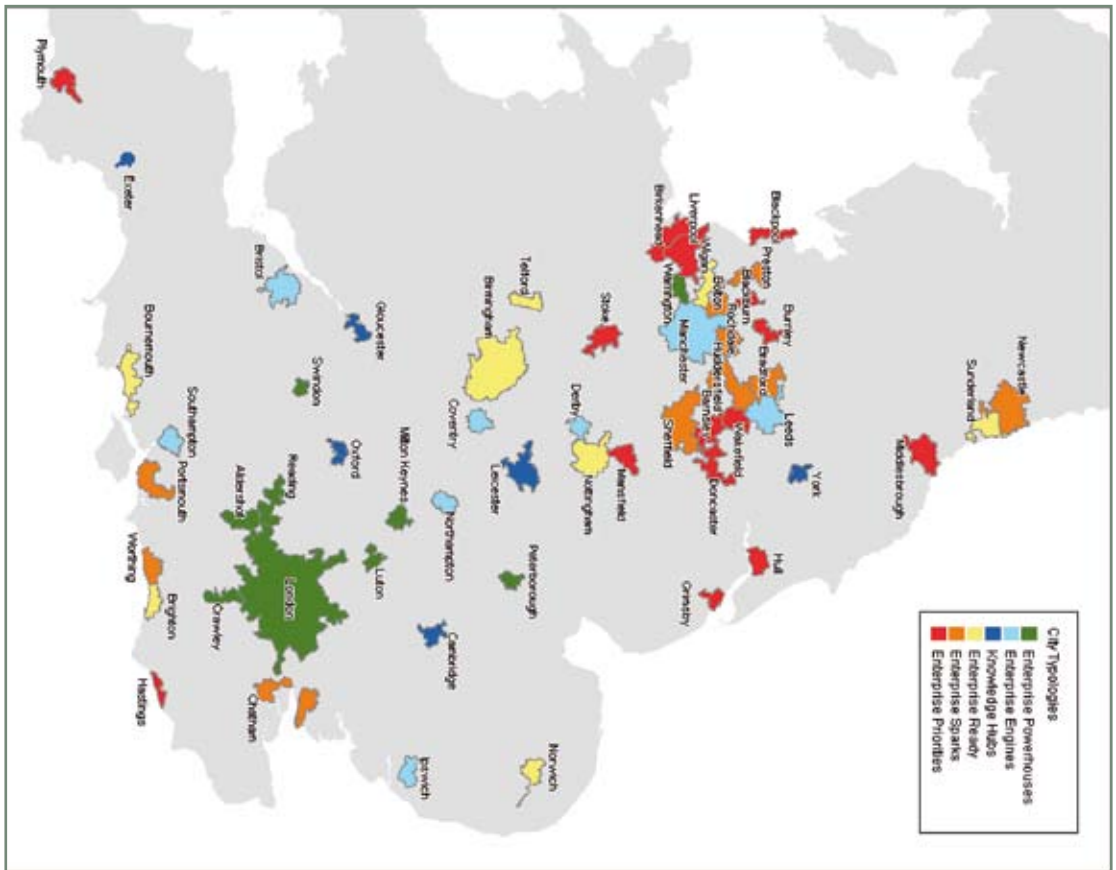 City Typologies
Enterprise Powerhouses
Enterprise Engines
Knowledge Hubs
Enterprise Ready
Enterprise Sparks
Enterprise Priorities
Newcastle
Sunderland
Middlesbrough
York
Hull
Grimsby
Blackpool
Preston
Burnley
Blackburn
Bradford
Leeds
Rochdale
Huddersfield
Wakefield
Bolton
Wigan
Barnsley
Doncaster
Liverpool
Birkenhead
Warrington
Manchester
Sheffield
Mansfield
Stoke
Derby
Nottingham
Telford
Birmingham
Coventry
Leicester
Peterborough
Norwich
Northampton
Cambridge
Ipswich
Milton Keynes
Luton
Gloucester
Oxford
Swindon
Bristol
Reading
Aldershot
London
Crawley
Chatham
Southampton
Portsmouth
Bournemouth
Worthing
Brighton
Hastings
Exeter
Plymouth